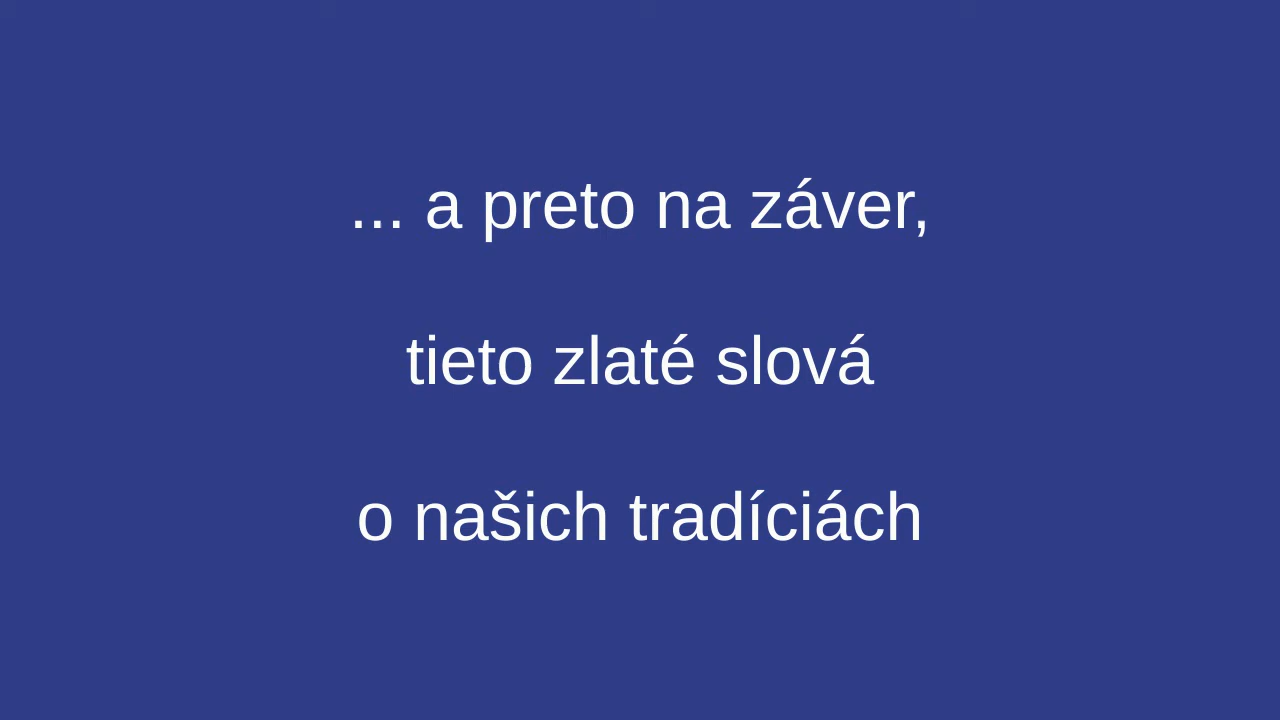 ... a preto na záver,
tieto zlaté slová
o našich tradíciách